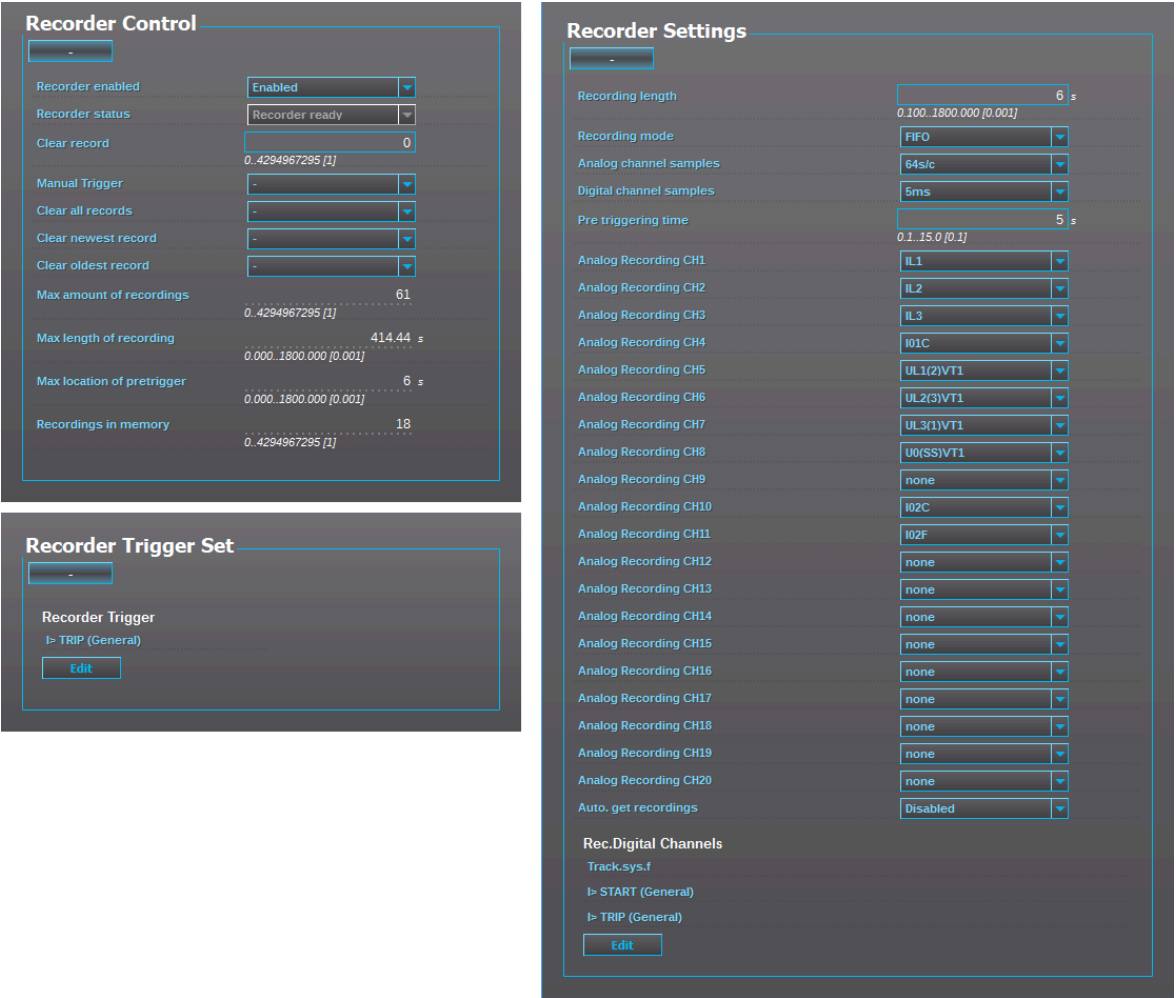 Recorder Control
-
Recorder enabled Enabled
Recorder status Recorder ready
Clear record 0
0..4294967295 [1]
Manual Trigger -
Clear all records -
Clear newest record -
Clear oldest record -
Max amount of recordings 61
0..4294967295 [1]
Max length of recording 414.44 s
0.000..1800.000 [0.001]
Max location of pretrigger 6 s
0.000..1800.000 [0.001]
Recordings in memory 18
0..4294967295 [1]
Recorder Trigger Set
-
Recorder Trigger
I> TRIP (General)
Edit
Recorder Settings
-
Recording length 6 s
0.100..1800.000 [0.001]
Recording mode FIFO
Analog channel samples 64s/c
Digital channel samples 5ms
Pre triggering time 5 s
0.1..15.0 [0.1]
Analog Recording CH1 IL1
Analog Recording CH2 IL2
Analog Recording CH3 IL3
Analog Recording CH4 I01C
Analog Recording CH5 UL1(2)VT1
Analog Recording CH6 UL2(3)VT1
Analog Recording CH7 UL3(1)VT1
Analog Recording CH8 U0(SS)VT1
Analog Recording CH9 none
Analog Recording CH10 I02C
Analog Recording CH11 I02F
Analog Recording CH12 none
Analog Recording CH13 none
Analog Recording CH14 none
Analog Recording CH15 none
Analog Recording CH16 none
Analog Recording CH17 none
Analog Recording CH18 none
Analog Recording CH19 none
Analog Recording CH20 none
Auto. get recordings Disabled
Rec.Digital Channels
Track.sys.f
I> START (General)
I> TRIP (General)
Edit